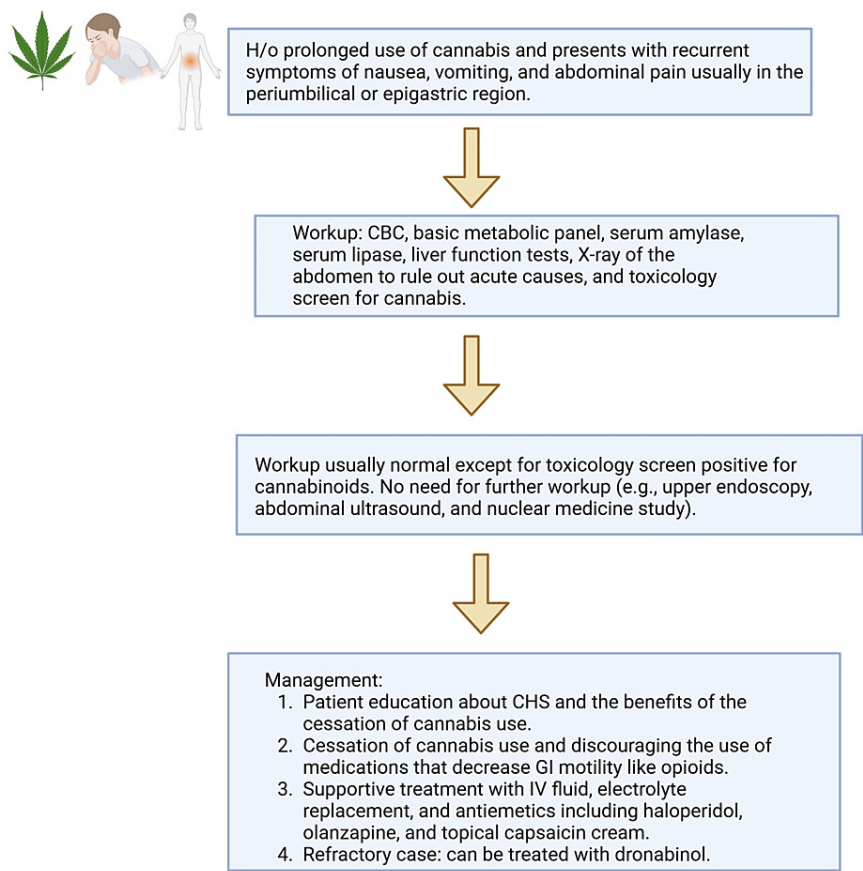 H/o prolonged use of cannabis and presents with recurrent
symptoms of nausea, vomiting, and abdominal pain usually in the
periumbilical or epigastric region.
Workup: CBC, basic metabolic panel, serum amylase,
serum lipase, liver function tests, X-ray of the
abdomen to rule out acute causes, and toxicology
screen for cannabis.
Workup usually normal except for toxicology screen positive for
cannabinoids. No need for further workup (e.g., upper endoscopy,
abdominal ultrasound, and nuclear medicine study).
Management:
1. Patient education about CHS and the benefits of the
cessation of cannabis use.
2. Cessation of cannabis use and discouraging the use of
medications that decrease GI motility like opioids.
3. Supportive treatment with IV fluid, electrolyte
replacement, and antiemetics including haloperidol,
olanzapine, and topical capsaicin cream.
4. Refractory case: can be treated with dronabinol.